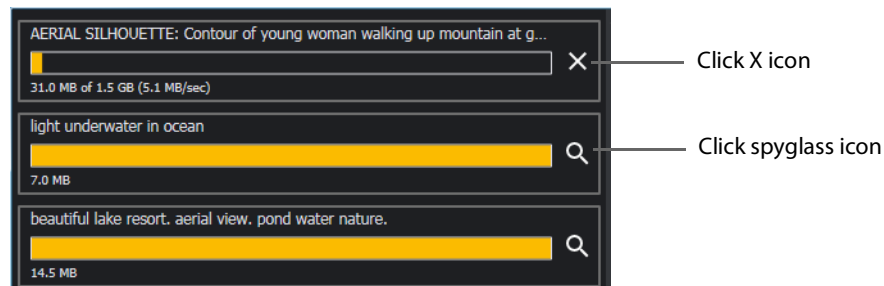 AERIAL SILHOUETTE: Contour of young woman walking up mountain at g...
Click X icon
31.0 MB of 1.5 GB (5.1 MB/sec)
light underwater in ocean
Click spyglass icon
7.0 MB
beautiful lake resort. aerial view. pond water nature.
14.5 MB